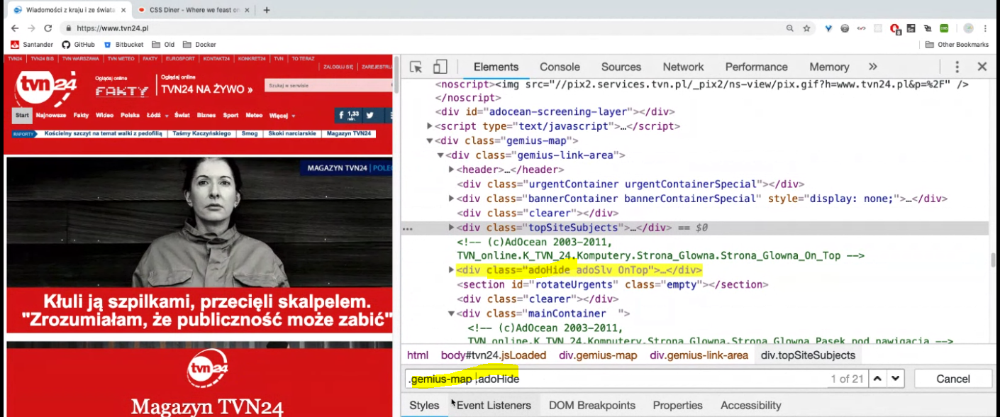 Wiadomości z kraju i ze świata
CSS Diner - Where we feast on
https://www.tvn24.pl
Santander GitHub Bitbucket Old Docker Other Bookmarks
TVN24 TVN24 BIS TVN WARSZAWA TVN METEO FAKTY EUROSPORT KONTAKT24 KONKRET24 TVN TO TERAZ
ZALOGUJ SIĘ ZAREJESTRUJ
tvn24
Oglądaj online
FAKTY
Oglądaj online
TVN24 NA ŻYWO »
Szukaj w serwisie
Start Najnowsze Fakty Wideo Polska Łódź Świat Biznes Sport Meteo Więcej
1,33
mln.
RAPORTY Kościelny szczyt na temat walki z pedofilią Taśmy Kaczyńskiego Smog Skoki narciarskie Magazyn TVN24
MAGAZYN TVN24 | POLEC
Kłuli ją szpilkami, przecięli skalpelem.
"Zrozumiałam, że publiczność może zabić"
tvn24
Magazyn TVN24
Elements Console Sources Network Performance Memory »
<noscript><img src="//pix2.services.tvn.pl/_pix2/ns-view/pix.gif?h=www.tvn24.pl&p=%2F" />
</noscript>
<div id="adocean-screening-layer"></div>
<script type="text/javascript">…</script>
<div class="gemius-map">
<div class="gemius-link-area">
<header>…</header>
<div class="urgentContainer urgentContainerSpecial"></div>
<div class="bannerContainer bannerContainerSpecial" style="display: none;">…</div>
<div class="clearer"></div>
… <div class="topSiteSubjects">…</div> == $0
<!-- (c)AdOcean 2003-2011,
TVN_online.K_TVN_24.Komputery.Strona_Glowna.Strona_Glowna_On_Top -->
<div class="adoHide adoSlv OnTop">…</div>
<section id="rotateUrgents" class="empty"></section>
<div class="clearer"></div>
<div class="mainContainer  ">
<!-- (c)AdOcean 2003-2011,
TVN_online.K_TVN_24.Komputery.Strona_Glowna.Strona_Glowna_Pasek_pod_nawigacja -->
html body#tvn24.jsLoaded div.gemius-map div.gemius-link-area div.topSiteSubjects
.gemius-map .adoHide 1 of 21 Cancel
Styles Event Listeners DOM Breakpoints Properties Accessibility